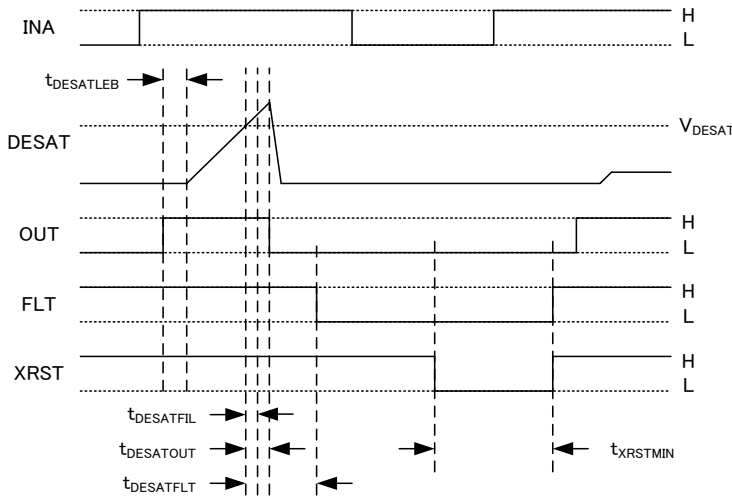 INA
H
L
tDESATLEB
DESAT
VDESAT
OUT
H
L
FLT
H
L
XRST
H
L
tDESATFIL
tDESATOUT
tXRSTMIN
tDESATFLT